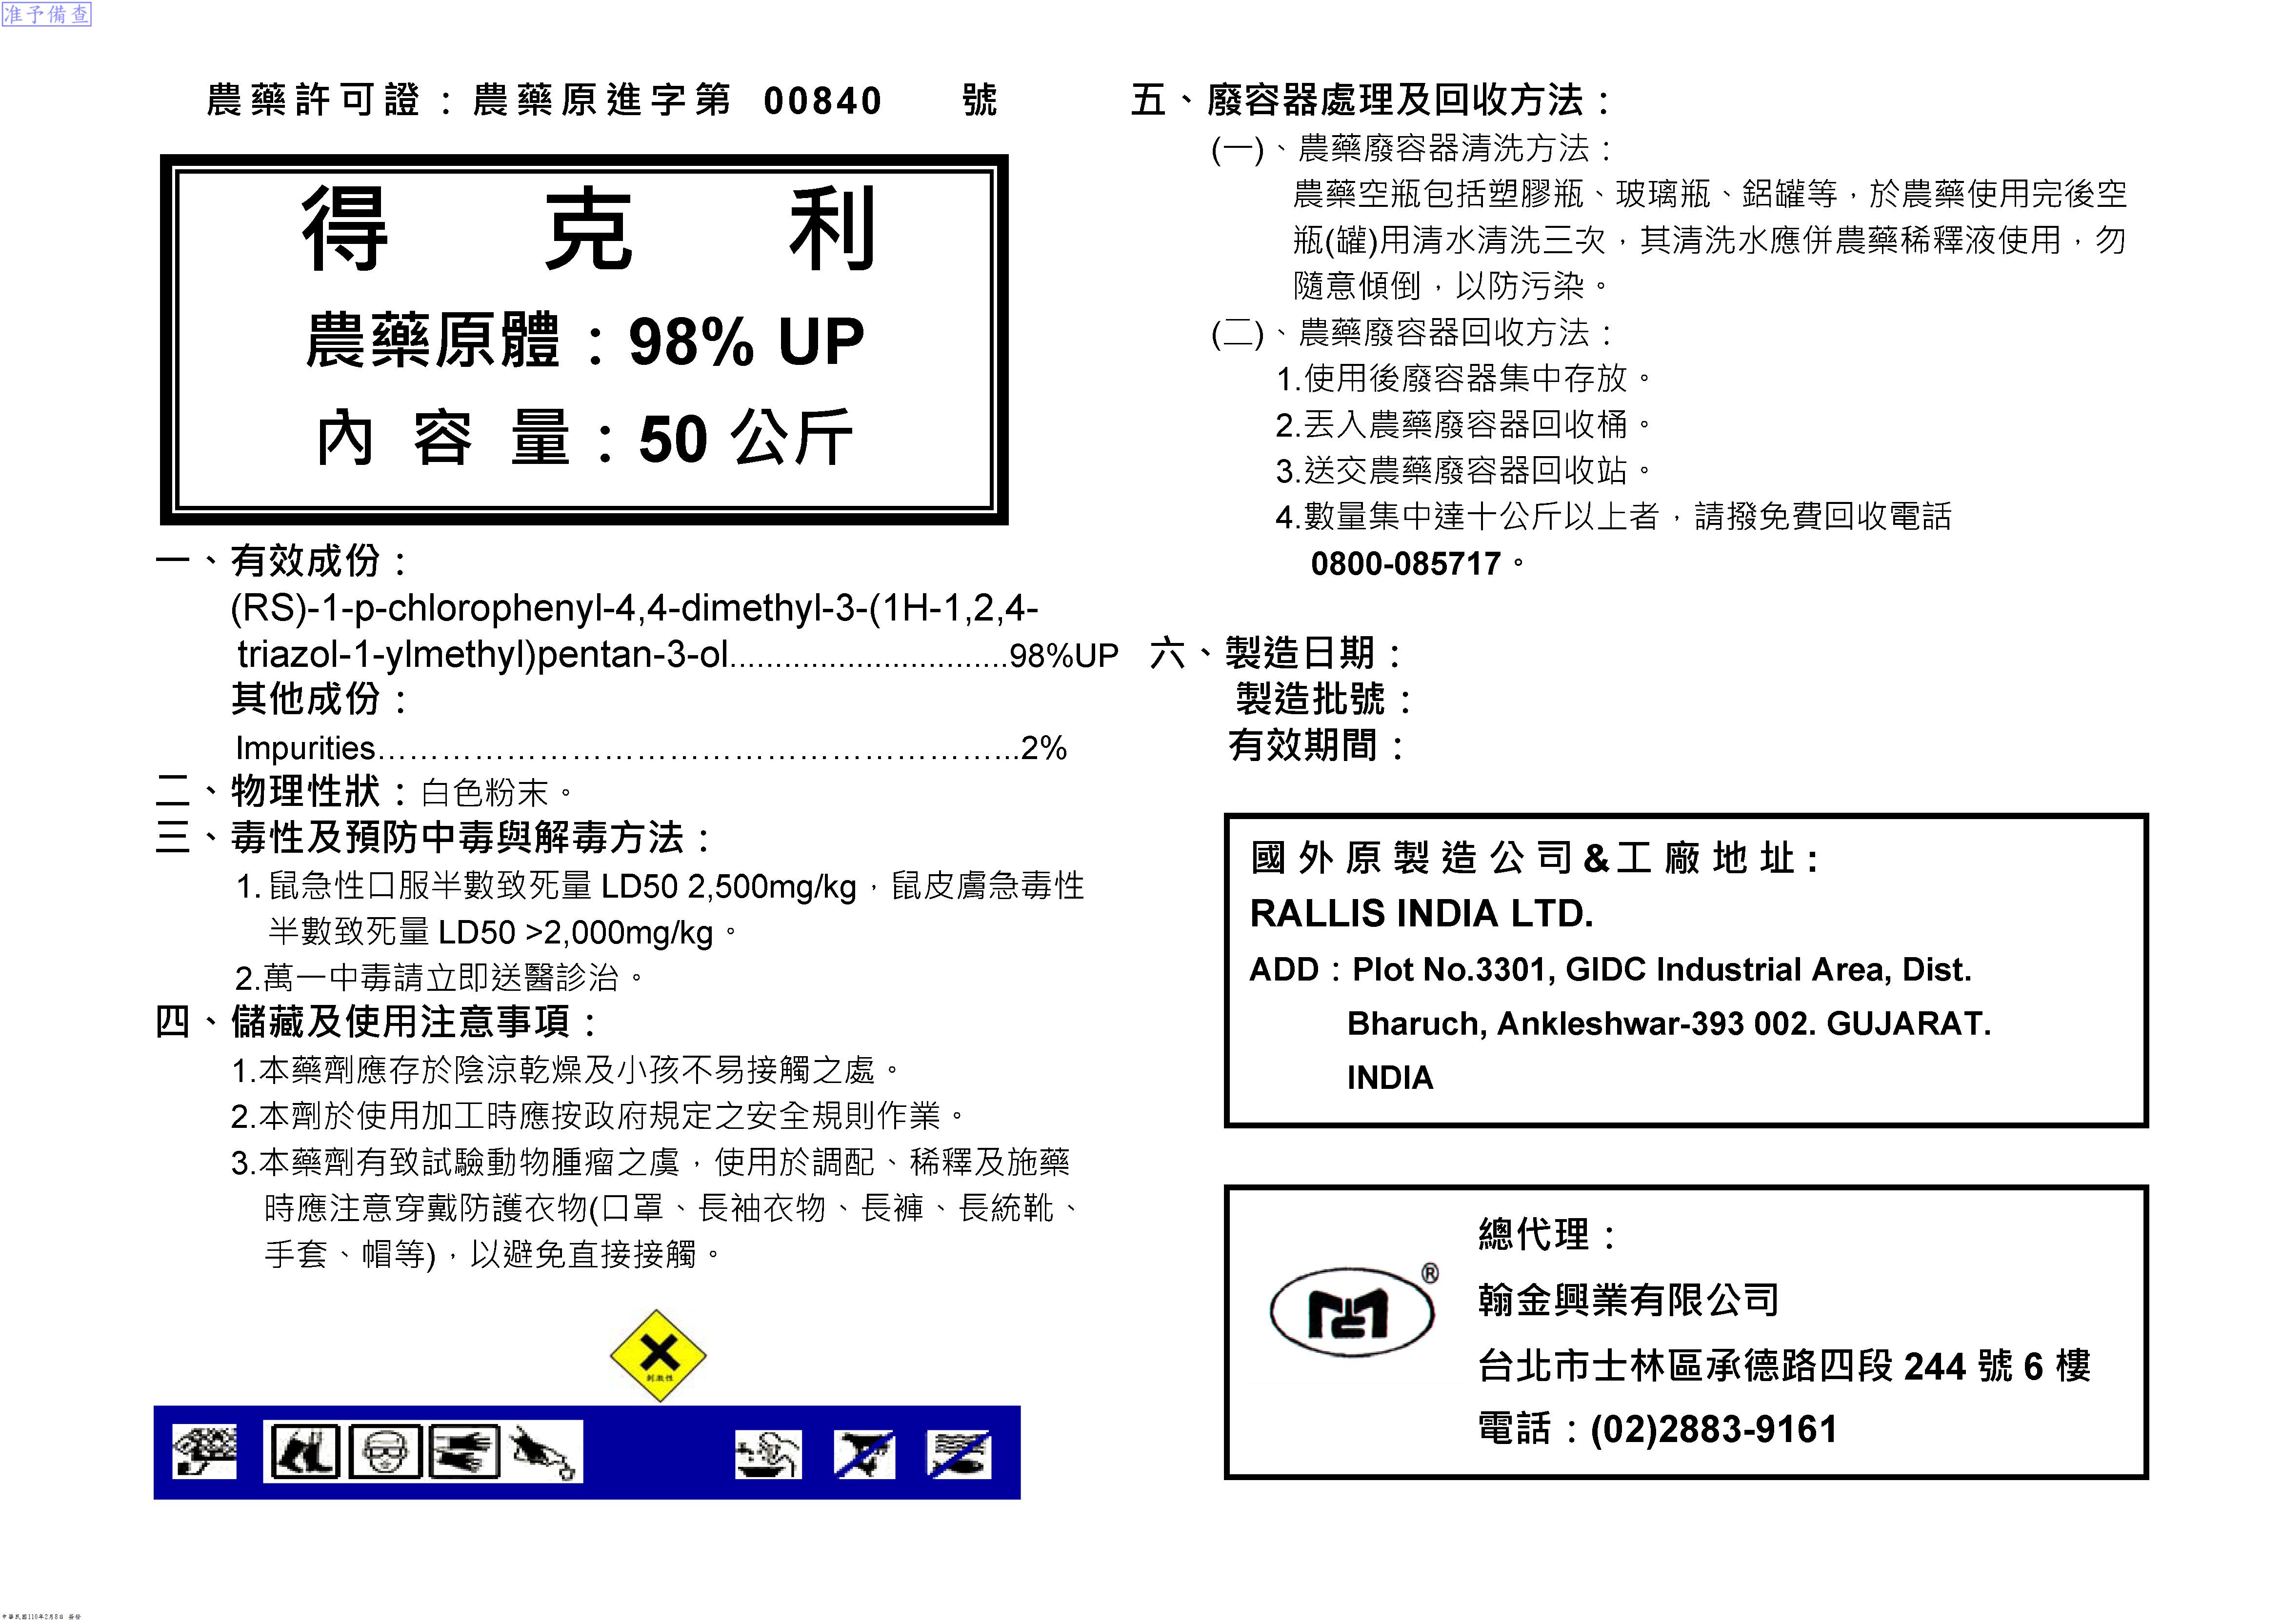 准予備查
農藥許可證：農藥原進字第 00840 號
得 克 利
農藥原體：98% UP
內 容 量：50 公斤
一、有效成份：
(RS)-1-p-chlorophenyl-4,4-dimethyl-3-(1H-1,2,4-
triazol-1-ylmethyl)pentan-3-ol..............................98%UP
其他成份：
Impurities…………………………………………………...2%
二、物理性狀：白色粉末。
三、毒性及預防中毒與解毒方法：
1. 鼠急性口服半數致死量 LD50 2,500mg/kg，鼠皮膚急毒性
半數致死量 LD50 >2,000mg/kg。
2.萬一中毒請立即送醫診治。
四、儲藏及使用注意事項：
1.本藥劑應存於陰涼乾燥及小孩不易接觸之處。
2.本劑於使用加工時應按政府規定之安全規則作業。
3.本藥劑有致試驗動物腫瘤之虞，使用於調配、稀釋及施藥
時應注意穿戴防護衣物(口罩、長袖衣物、長褲、長統靴、
手套、帽等)，以避免直接接觸。
刺激性
五、廢容器處理及回收方法：
(一)、農藥廢容器清洗方法：
農藥空瓶包括塑膠瓶、玻璃瓶、鋁罐等，於農藥使用完後空
瓶(罐)用清水清洗三次，其清洗水應併農藥稀釋液使用，勿
隨意傾倒，以防污染。
(二)、農藥廢容器回收方法：
1.使用後廢容器集中存放。
2.丟入農藥廢容器回收桶。
3.送交農藥廢容器回收站。
4.數量集中達十公斤以上者，請撥免費回收電話
0800-085717。
六、製造日期：
製造批號：
有效期間：
國外原製造公司&工廠地址:
RALLIS INDIA LTD.
ADD：Plot No.3301, GIDC Industrial Area, Dist.
Bharuch, Ankleshwar-393 002. GUJARAT.
INDIA
®
總代理：
翰金興業有限公司
台北市士林區承德路四段 244 號 6 樓
電話：(02)2883-9161
中華民國110年2月8日 簽發